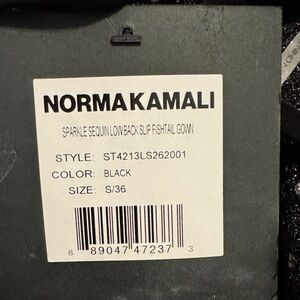 NORMA KAMALI
SPARKLE SEQUIN LOW BACK SLIP FISHTAIL GOWN
STYLE: ST4213LS262001
COLOR: BLACK
SIZE: S/36
8 89047 47237 3